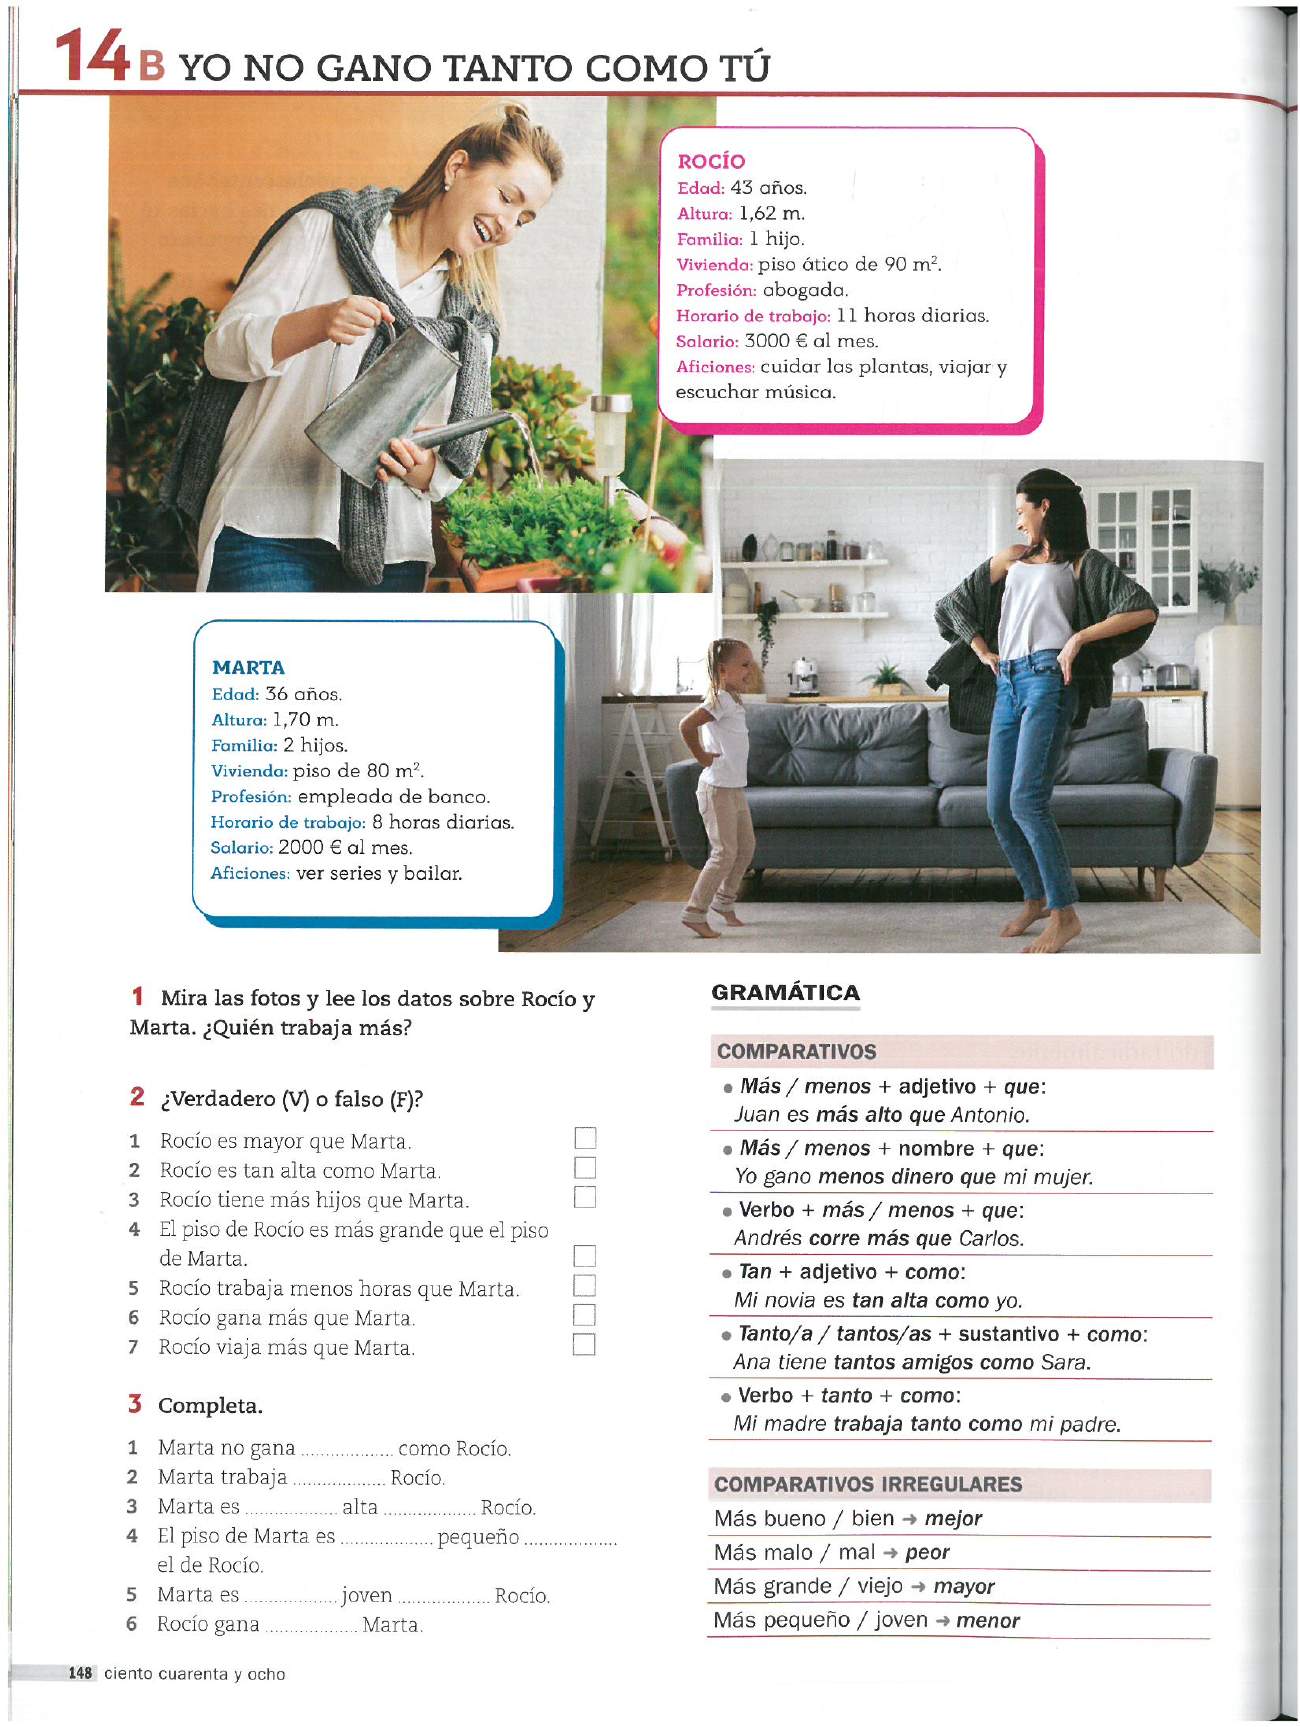 14B YO NO GANO TANTO COMO TÚ
ROCÍO
Edad: 43 años.
Altura: 1,62 m.
Familia: 1 hijo.
Vivienda: piso ático de 90 m².
Profesión: abogada.
Horario de trabajo: 11 horas diarias.
Salario: 3000 € al mes.
Aficiones: cuidar las plantas, viajar y
escuchar música.
MARTA
Edad: 36 años.
Altura: 1,70 m.
Familia: 2 hijos.
Vivienda: piso de 80 m².
Profesión: empleada de banco.
Horario de trabajo: 8 horas diarias.
Salario: 2000 € al mes.
Aficiones: ver series y bailar.
1 Mira las fotos y lee los datos sobre Rocío y
Marta. ¿Quién trabaja más?
2 ¿Verdadero (V) o falso (F)?
1 Rocío es mayor que Marta.
2 Rocío es tan alta como Marta.
3 Rocío tiene más hijos que Marta.
4 El piso de Rocío es más grande que el piso
de Marta.
5 Rocío trabaja menos horas que Marta.
6 Rocío gana más que Marta.
7 Rocío viaja más que Marta.
3 Completa.
1 Marta no gana .................. como Rocío.
2 Marta trabaja .................. Rocío.
3 Marta es .................. alta .................. Rocío.
4 El piso de Marta es .................. pequeño ..................
el de Rocío.
5 Marta es .................. joven .................. Rocío.
6 Rocío gana .................. Marta.
GRAMÁTICA
COMPARATIVOS
• Más / menos + adjetivo + que:
Juan es más alto que Antonio.
• Más / menos + nombre + que:
Yo gano menos dinero que mi mujer.
• Verbo + más / menos + que:
Andrés corre más que Carlos.
• Tan + adjetivo + como:
Mi novia es tan alta como yo.
• Tanto/a / tantos/as + sustantivo + como:
Ana tiene tantos amigos como Sara.
• Verbo + tanto + como:
Mi madre trabaja tanto como mi padre.
COMPARATIVOS IRREGULARES
Más bueno / bien → mejor
Más malo / mal → peor
Más grande / viejo → mayor
Más pequeño / joven → menor
148 ciento cuarenta y ocho